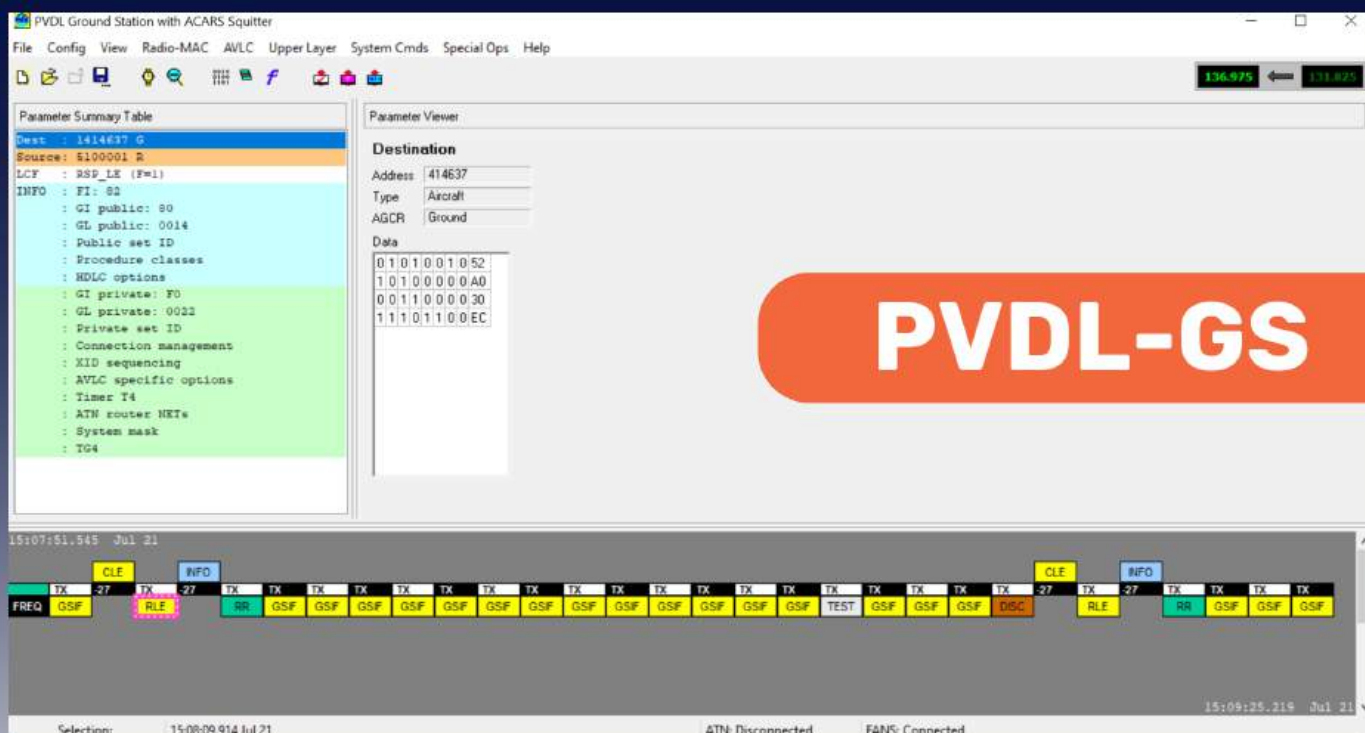 PVDL Ground Station with ACARS Squitter
File Config View Radio-MAC AVLC Upper Layer System Cmds Special Ops Help
136.975 131.825
Parameter Summary Table
Dest : 1414637 G
Source: 5100001 R
LCF : RSP_LE (F=1)
INFO : FI: 82
: GI public: 80
: GL public: 0014
: Public set ID
: Procedure classes
: HDLC options
: GI private: F0
: GL private: 0022
: Private set ID
: Connection management
: XID sequencing
: AVLC specific options
: Timer T4
: ATN router NETs
: System mask
: TG4
Parameter Viewer
Destination
Address 414637
Type Aircraft
AGCR Ground
Data
0 1 0 1 0 0 1 0 52
1 0 1 0 0 0 0 0 A0
0 0 1 1 0 0 0 0 30
1 1 1 0 1 1 0 0 EC
PVDL-GS
15:07:51.545 Jul 21
CLE INFO CLE INFO
TX -27 TX -27 TX TX TX TX TX TX TX TX TX TX TX TX TX TX TX TX TX TX TX -27 TX -27 TX TX TX TX
FREQ GSIF RLE RR GSIF GSIF GSIF GSIF GSIF GSIF GSIF GSIF GSIF GSIF GSIF GSIF GSIF TEST GSIF GSIF GSIF DISC RLE RR GSIF GSIF GSIF
15:09:25.219 Jul 21
Selection: 15:08:09.914 Jul 21 ATN: Disconnected FANS: Connected